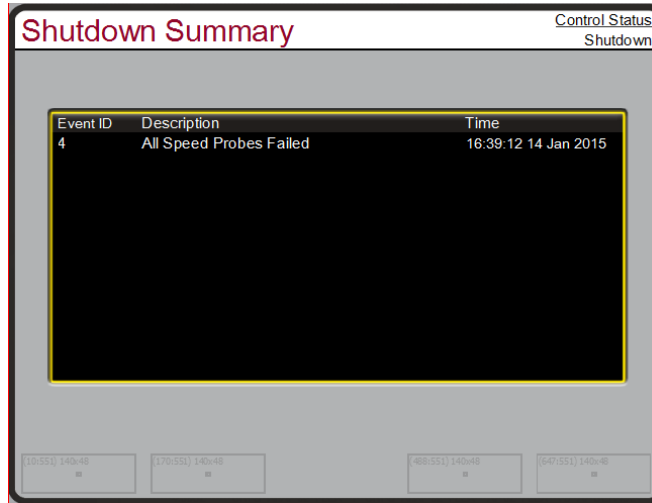 Shutdown Summary
Control Status
Shutdown
Event ID Description Time
4 All Speed Probes Failed 16:39:12 14 Jan 2015
(10:551) 140x48 (170:551) 140x48 (488:551) 140x48 (647:551) 140x48